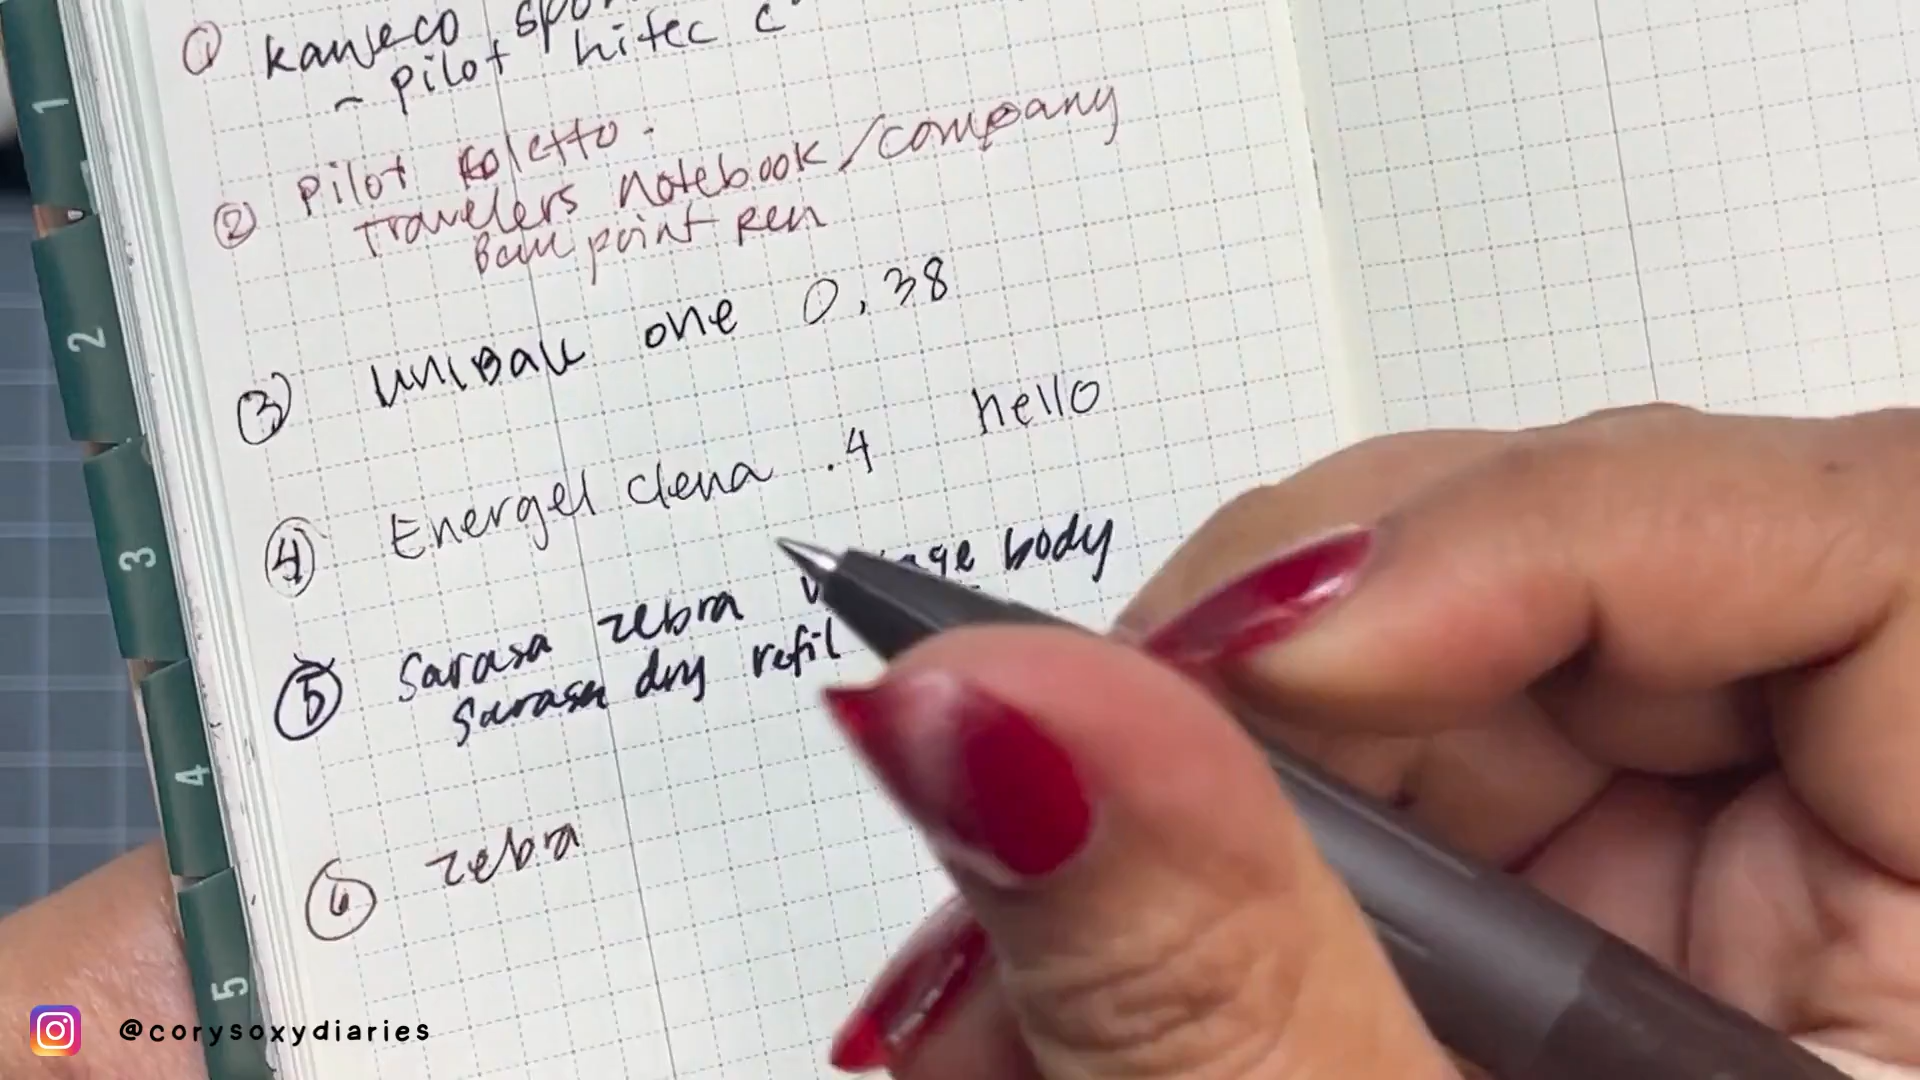 ① kaweco
- pilot hitec c
② pilot Coletto.
Travelers notebook/company
Ball point Pen
③ UniBall one 0.38
④ Energel clena .4 hello
⑤ Sarasa zebra body
Sarasa dry refil
⑥ zebra
1
2
3
4
5
@corysoxydiaries